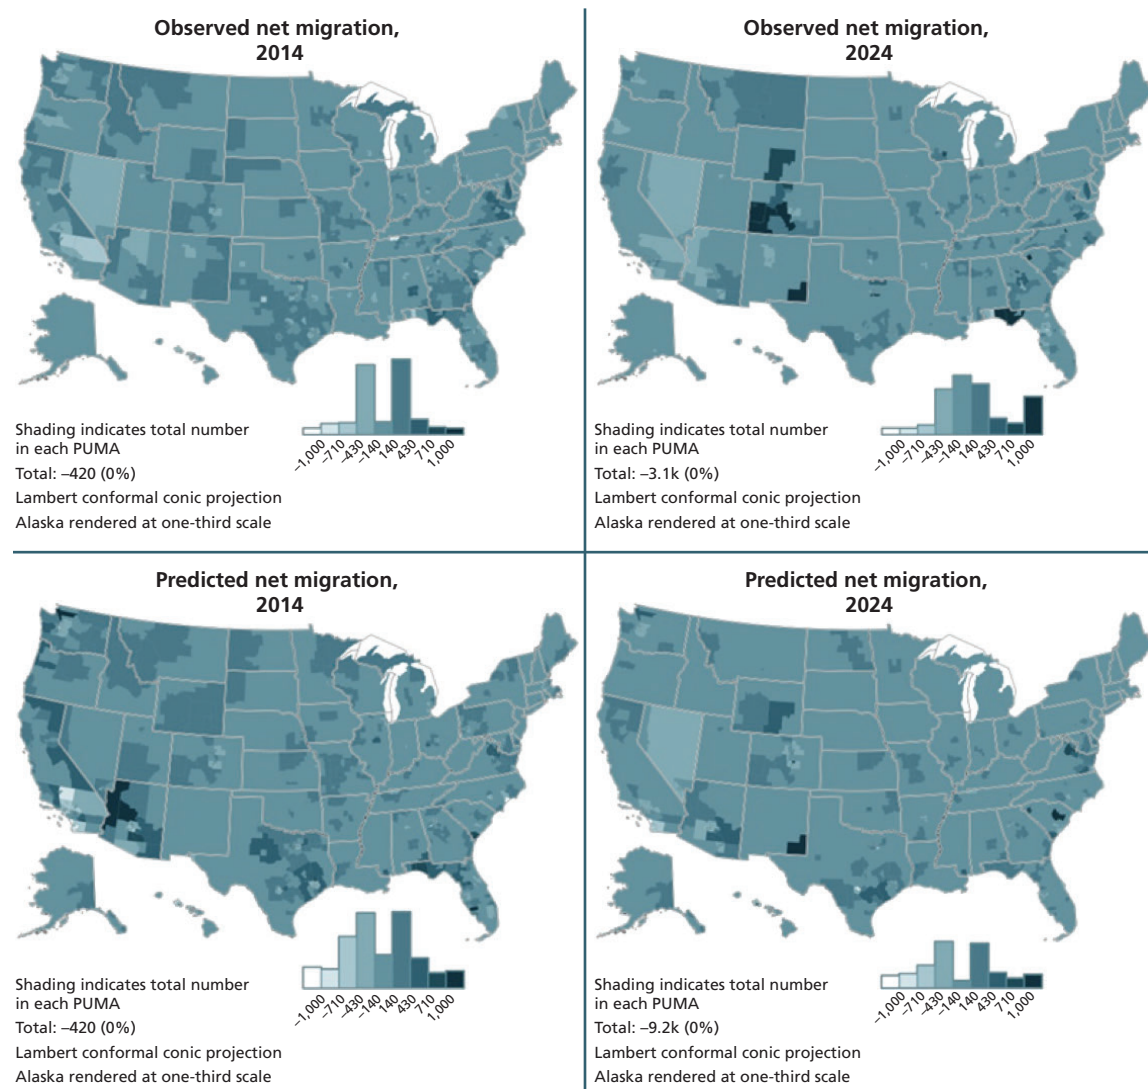 Observed net migration,
2014
–1,000
–710
–430
–140
140
430
710
1,000
Shading indicates total number
in each PUMA
Total: –420 (0%)
Lambert conformal conic projection
Alaska rendered at one-third scale
Observed net migration,
2024
–1,000
–710
–430
–140
140
430
710
1,000
Shading indicates total number
in each PUMA
Total: –3.1k (0%)
Lambert conformal conic projection
Alaska rendered at one-third scale
Predicted net migration,
2014
–1,000
–710
–430
–140
140
430
710
1,000
Shading indicates total number
in each PUMA
Total: –420 (0%)
Lambert conformal conic projection
Alaska rendered at one-third scale
Predicted net migration,
2024
–1,000
–710
–430
–140
140
430
710
1,000
Shading indicates total number
in each PUMA
Total: –9.2k (0%)
Lambert conformal conic projection
Alaska rendered at one-third scale